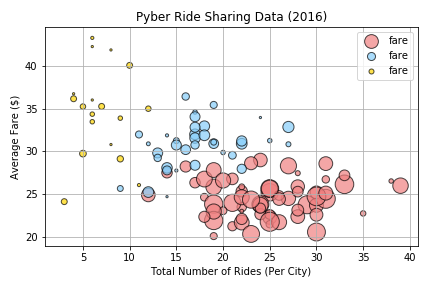 Pyber Ride Sharing Data (2016)
fare
fare
fare
Average Fare ($)
40
35
30
25
20
5
10
15
20
25
30
35
40
Total Number of Rides (Per City)